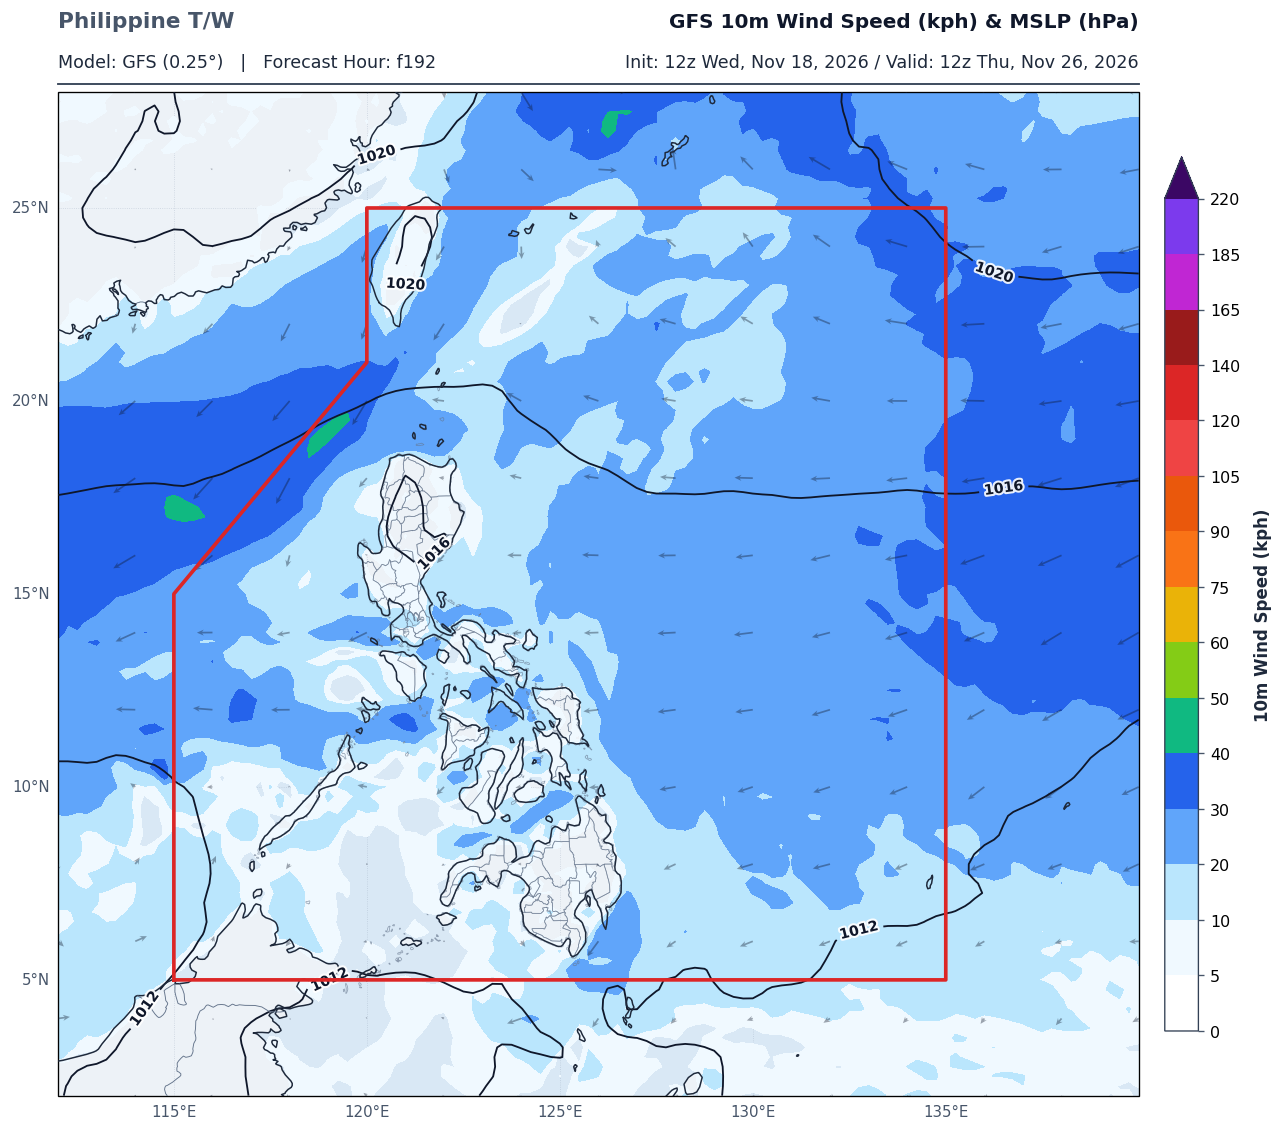 Philippine T/W
GFS 10m Wind Speed (kph) & MSLP (hPa)
Model: GFS (0.25°) | Forecast Hour: f192
Init: 12z Wed, Nov 18, 2026 / Valid: 12z Thu, Nov 26, 2026
1020
1020
1020
1016
1016
1012
1012
1012
25°N
20°N
15°N
10°N
5°N
115°E
120°E
125°E
130°E
135°E
220
185
165
140
120
105
90
75
60
50
40
30
20
10
5
0
10m Wind Speed (kph)